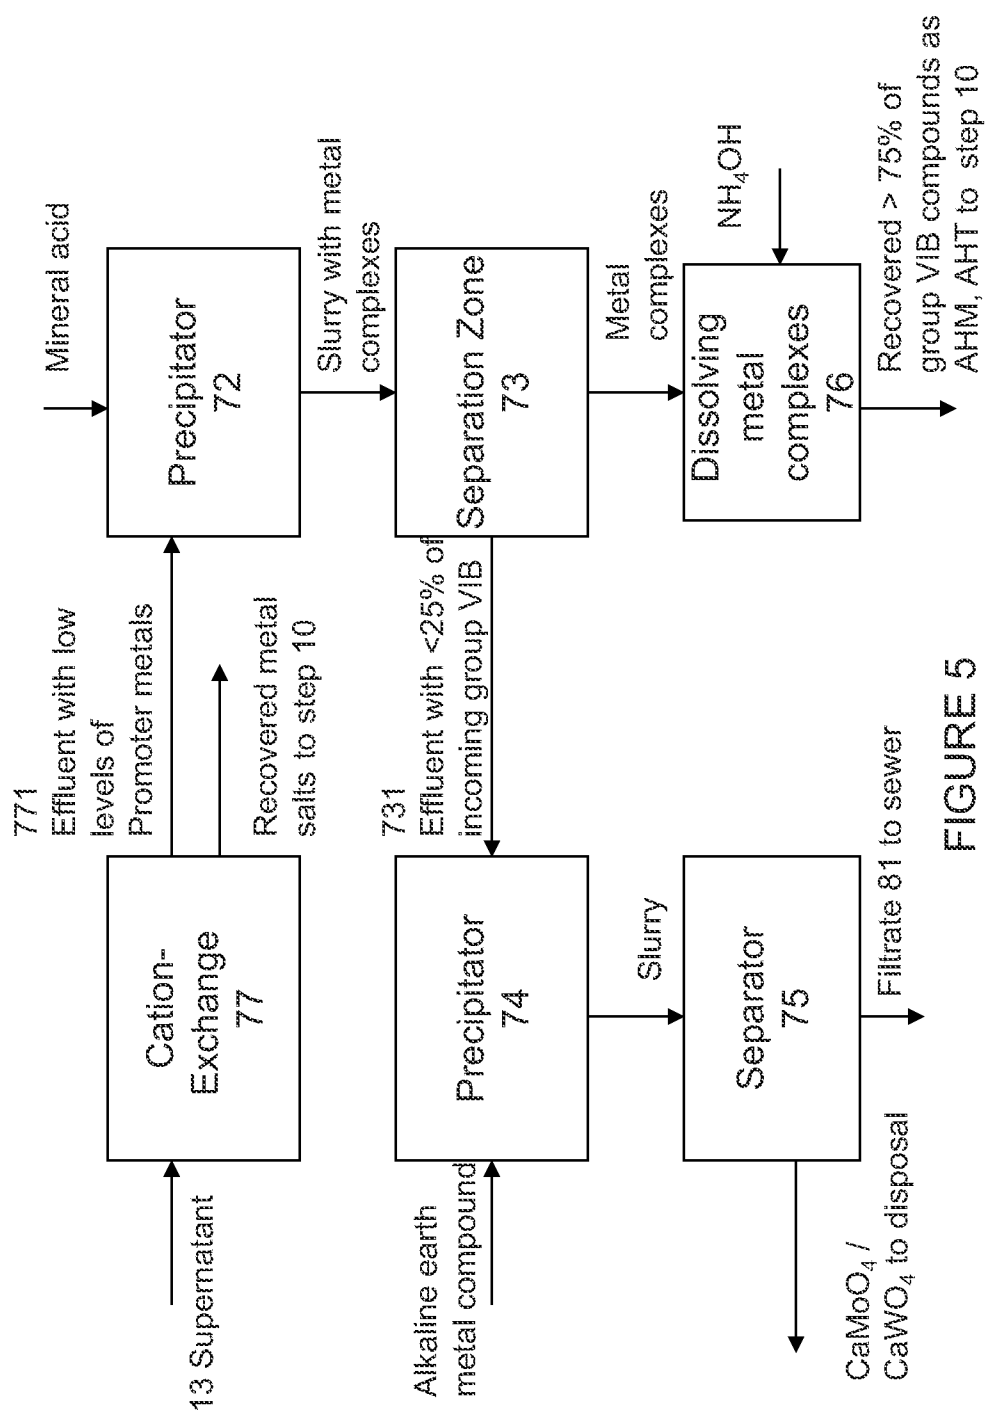 Mineral acid
771
Effluent with low
levels of
Promoter metals
13 Supernatant
Cation-
Exchange
77
Precipitator
72
Recovered metal
salts to step 10
Slurry with metal
complexes
731
Effluent with <25% of
incoming group VIB
Alkaline earth
metal compound
Precipitator
74
Separation Zone
73
Slurry
Metal
complexes
NH4OH
Separator
75
Dissolving
metal
complexes
76
CaMoO4 /
CaWO4 to disposal
Filtrate 81 to sewer
Recovered > 75% of
group VIB compounds as
AHM, AHT to step 10
FIGURE 5